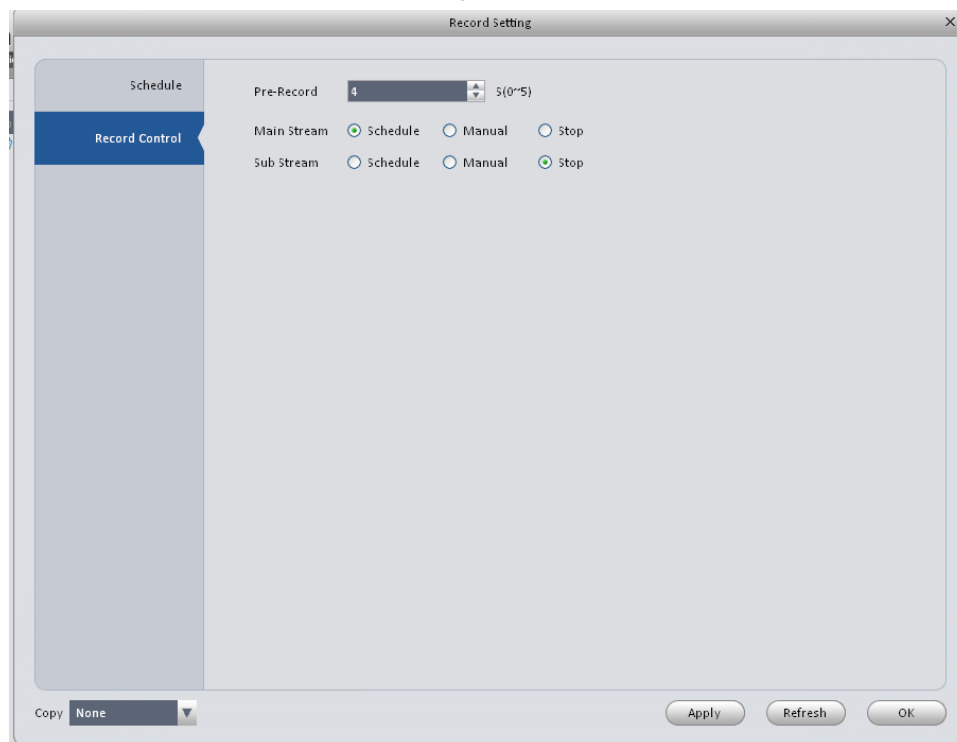 Record Setting
Schedule
Record Control
Pre-Record 4 S(0~5)
Main Stream Schedule Manual Stop
Sub Stream Schedule Manual Stop
Copy None Apply Refresh OK